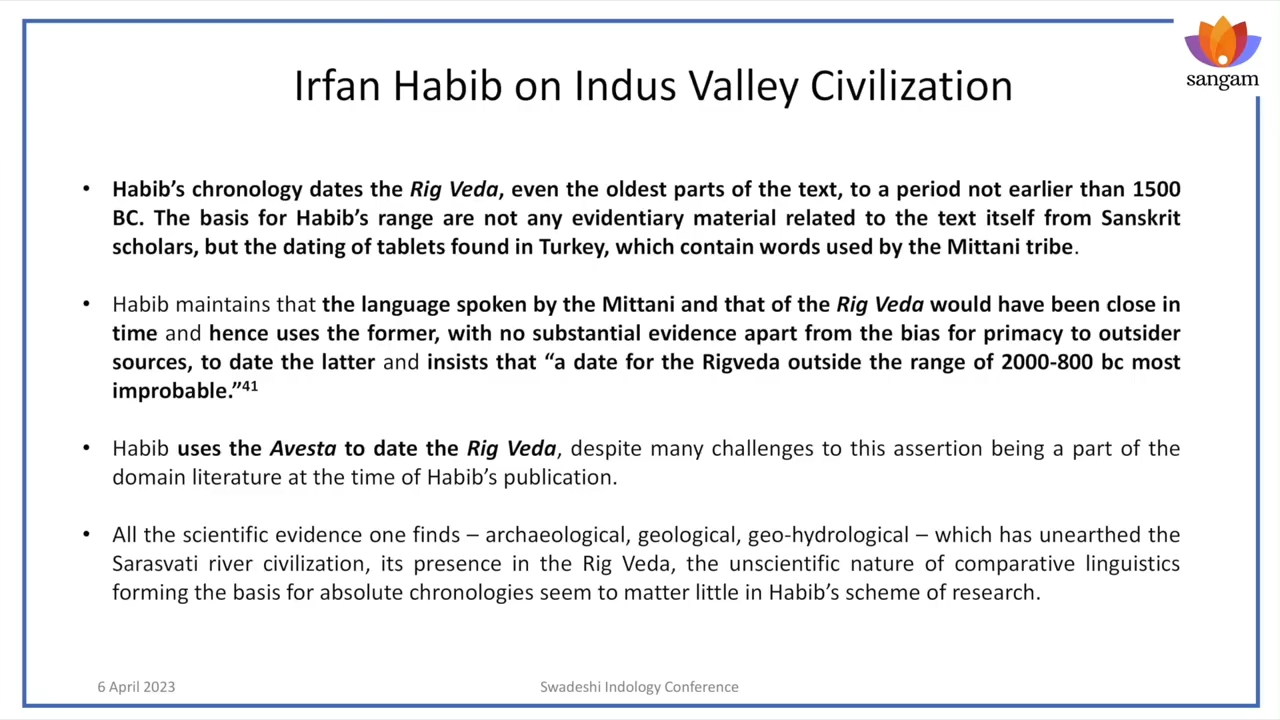 sangam
Irfan Habib on Indus Valley Civilization
• Habib’s chronology dates the Rig Veda, even the oldest parts of the text, to a period not earlier than 1500
BC. The basis for Habib’s range are not any evidentiary material related to the text itself from Sanskrit
scholars, but the dating of tablets found in Turkey, which contain words used by the Mittani tribe.
• Habib maintains that the language spoken by the Mittani and that of the Rig Veda would have been close in
time and hence uses the former, with no substantial evidence apart from the bias for primacy to outsider
sources, to date the latter and insists that “a date for the Rigveda outside the range of 2000-800 bc most
improbable.”41
• Habib uses the Avesta to date the Rig Veda, despite many challenges to this assertion being a part of the
domain literature at the time of Habib’s publication.
• All the scientific evidence one finds – archaeological, geological, geo-hydrological – which has unearthed the
Sarasvati river civilization, its presence in the Rig Veda, the unscientific nature of comparative linguistics
forming the basis for absolute chronologies seem to matter little in Habib’s scheme of research.
6 April 2023
Swadeshi Indology Conference